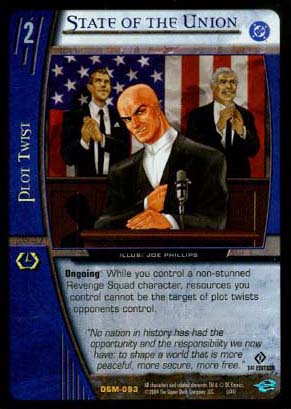 2
STATE OF THE UNION
PLOT TWIST
ILLUS: JOE PHILLIPS
Ongoing: While you control a non-stunned
Revenge Squad character, resources
you control cannot be the target of plot twists
opponents control.
"No nation in history has had the
opportunity and the responsibility we now
have: to shape a world that is more
peaceful, more secure, more free."
1ST EDITION
DSM-093